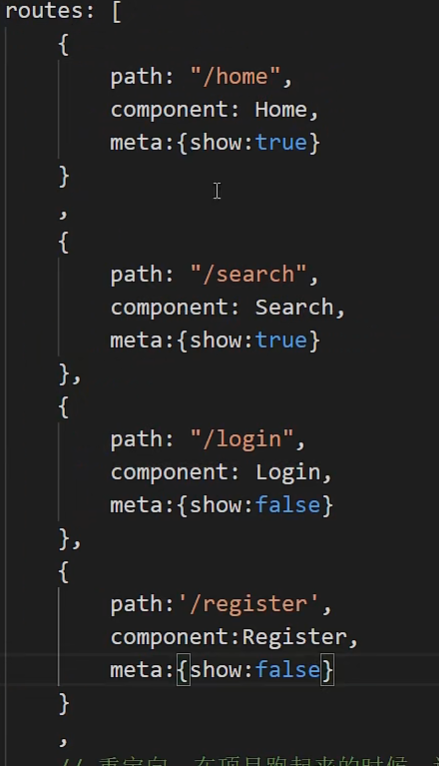 routes: [
{
path: "/home",
component: Home,
meta:{show:true}
}
,
{
path: "/search",
component: Search,
meta:{show:true}
},
{
path: "/login",
component: Login,
meta:{show:false}
},
{
path:'/register',
component:Register,
meta:{show:false}
}
,
// 重定向，在项目跑起来的时候，